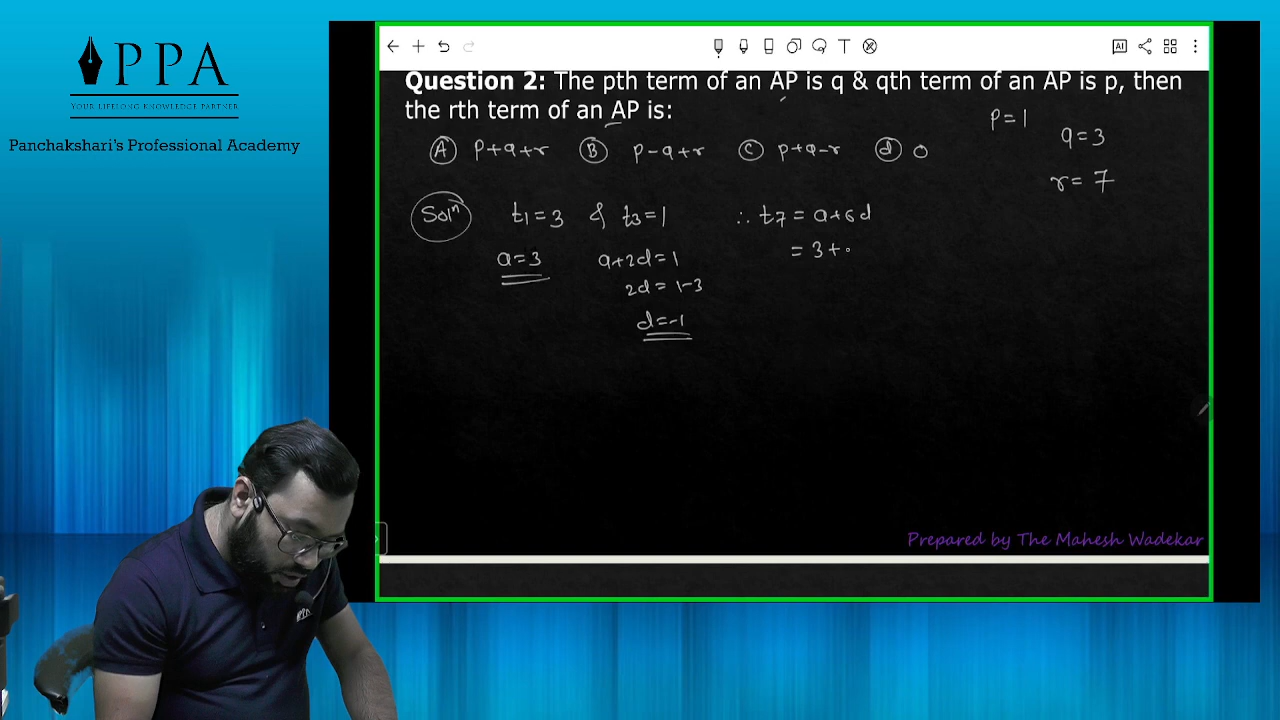 PPA
YOUR LIFELONG KNOWLEDGE PARTNER
Panchakshari's Professional Academy
AI
T
Question 2: The pth term of an AP is q & qth term of an AP is p, then
the rth term of an AP is:
P=1
q=3
r=7
(A) P+q+r (B) P-q+r (C) P+q-r (d) 0
Solⁿ t1=3 & t3=1 ∴ t7 = a+6d
a=3 a+2d=1 = 3+
2d = 1-3
d=-1
Prepared by The Mahesh Wadekar